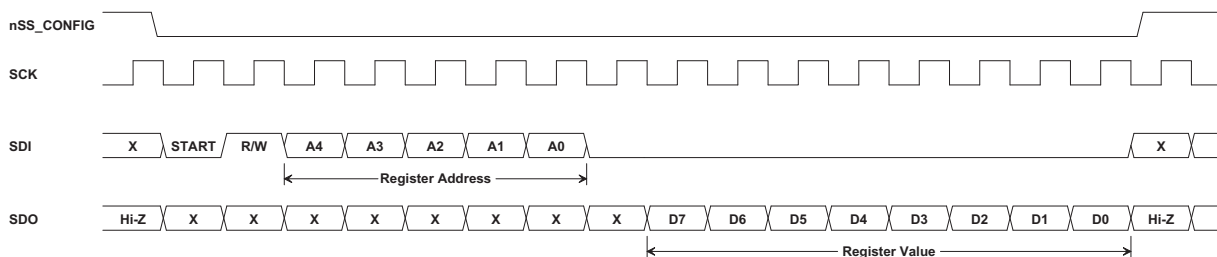 nSS_CONFIG
SCK
SDI X START R/W A4 A3 A2 A1 A0 X
Register Address
SDO Hi-Z X X X X X X X X D7 D6 D5 D4 D3 D2 D1 D0 Hi-Z
Register Value